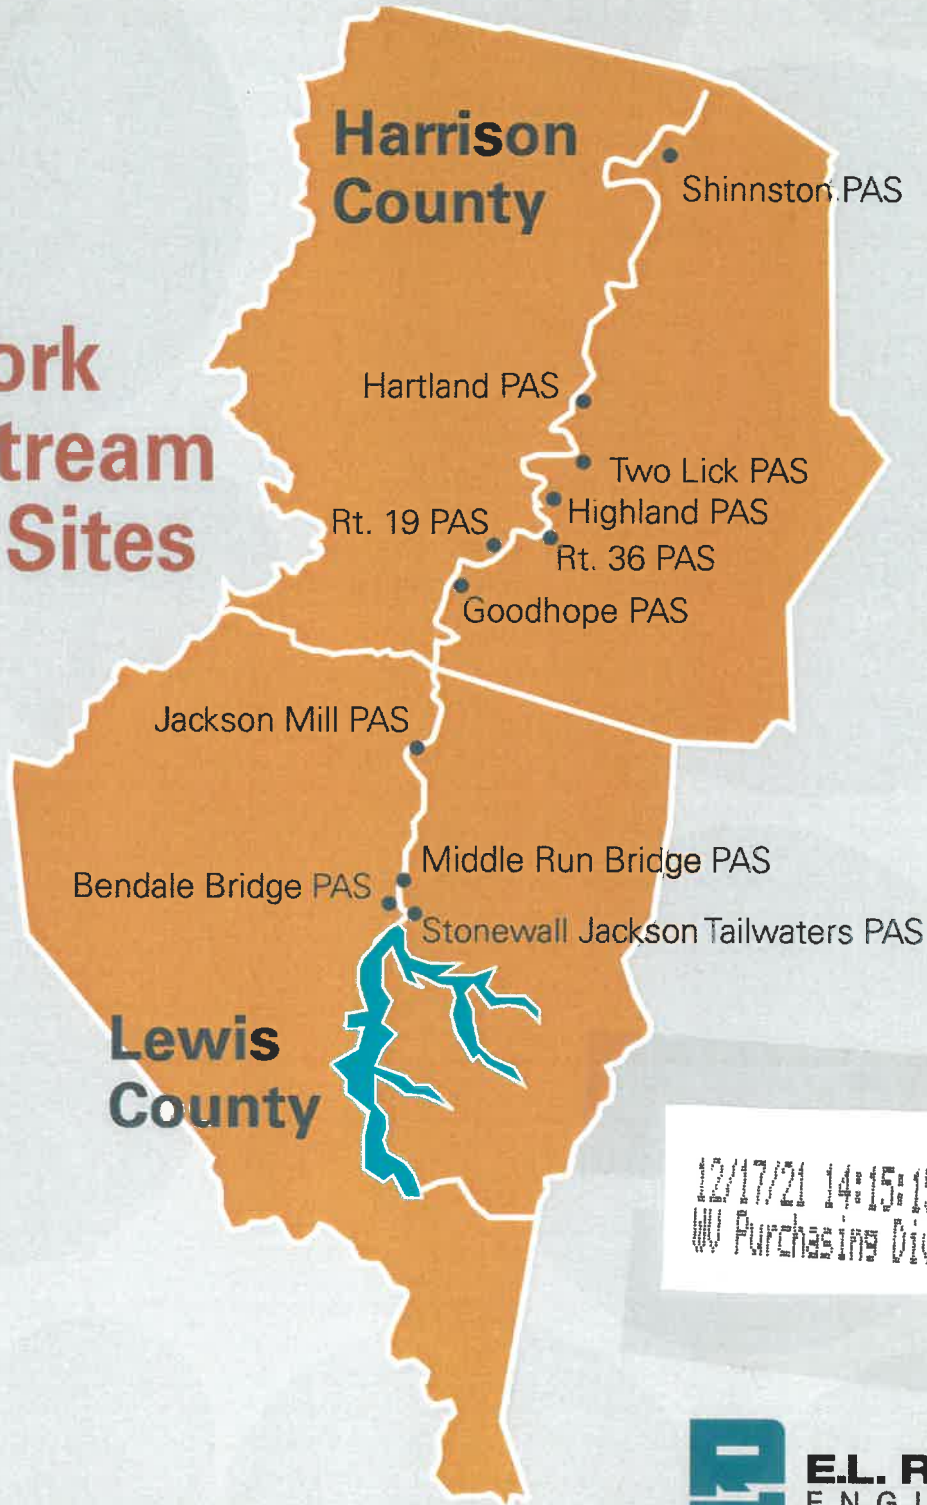 Harrison
County
Shinnston PAS
ork
tream
Sites
Hartland PAS
Two Lick PAS
Highland PAS
Rt. 19 PAS
Rt. 36 PAS
Goodhope PAS
Jackson Mill PAS
Middle Run Bridge PAS
Bendale Bridge PAS
Stonewall Jackson Tailwaters PAS
Lewis
County
12/17/21 14:15:1
WV Purchasing Div
E.L. R
ENGI